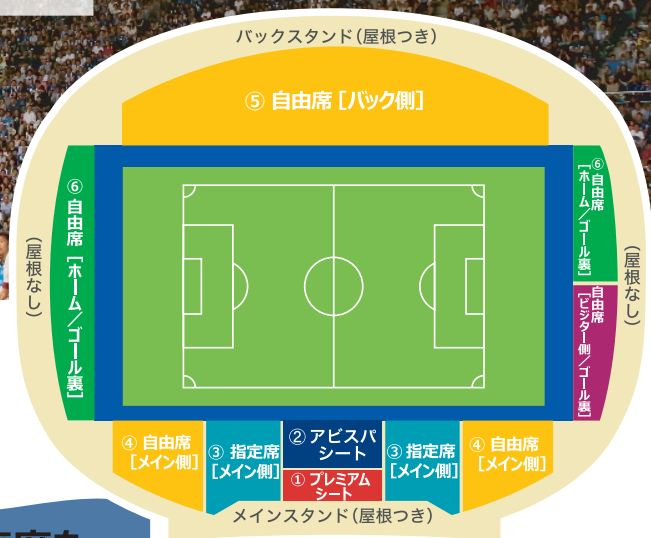 バックスタンド(屋根つき)
⑤ 自由席 [バック側]
⑥ 自由席 [ホーム／ゴール裏]
(屋根なし)
⑥ 自由席
[ホーム／ゴール裏]
(屋根なし)
自由席
[ビジター側／ゴール裏]
④ 自由席
[メイン側]
③ 指定席
[メイン側]
② アビスパ
シート
① プレミアム
シート
③ 指定席
[メイン側]
④ 自由席
[メイン側]
メインスタンド(屋根つき)